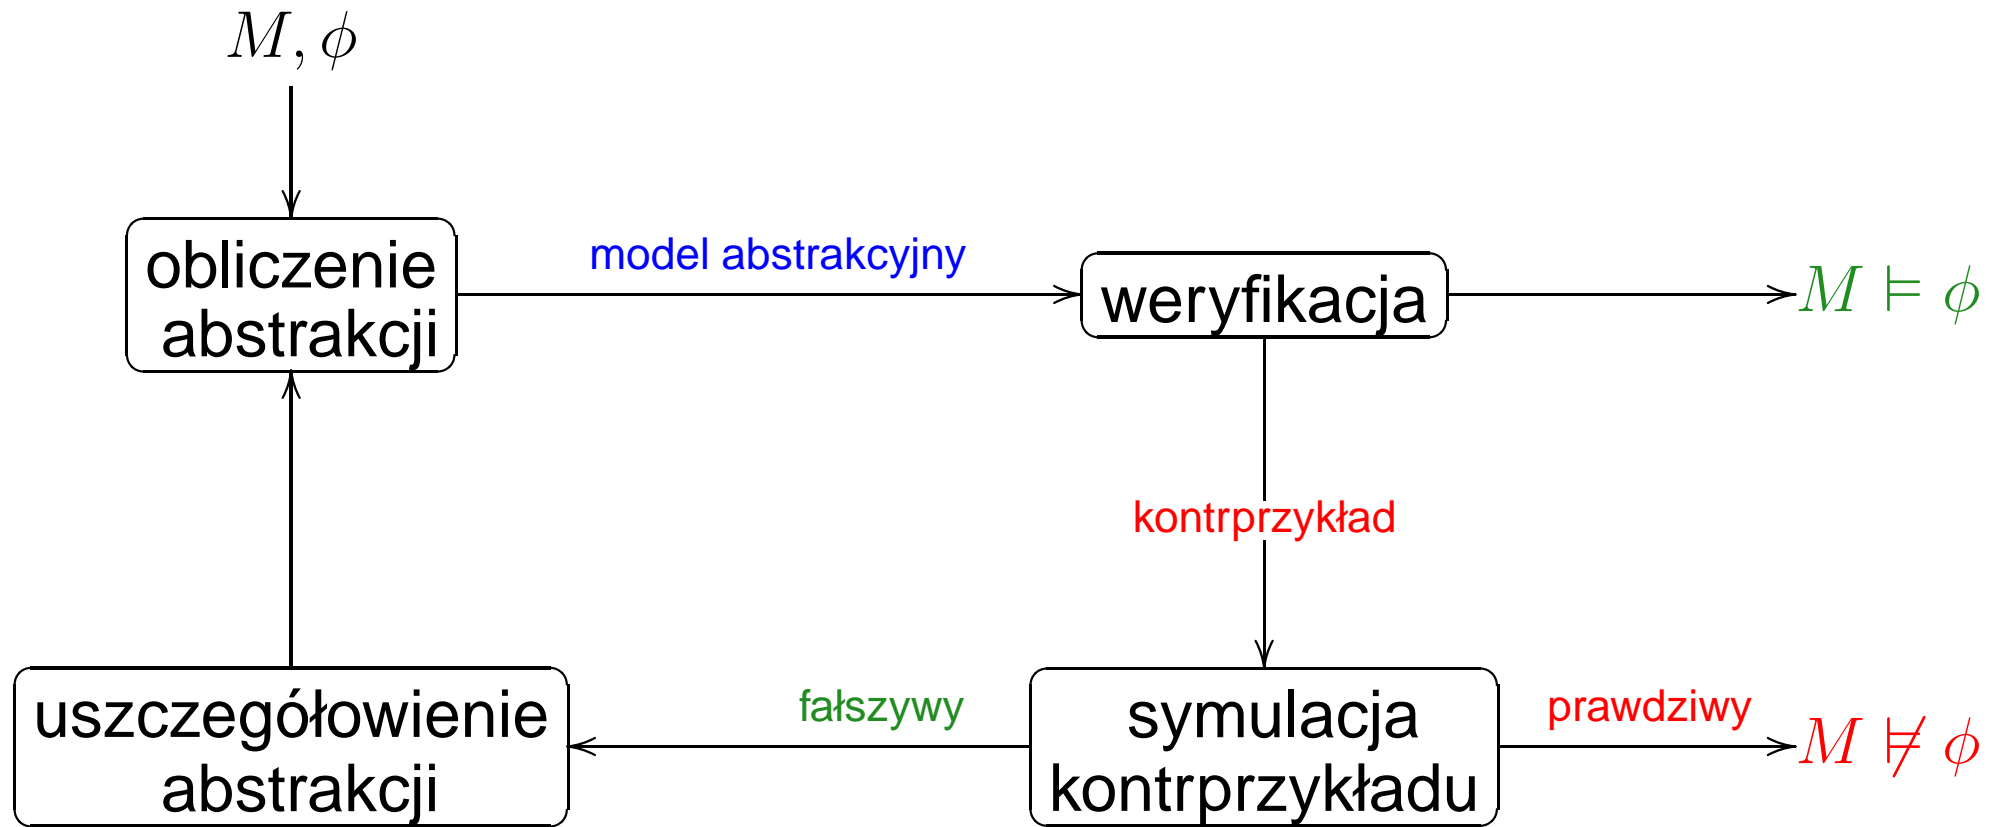 M, ϕ
obliczenie
abstrakcji
model abstrakcyjny
weryfikacja
M ⊨ ϕ
kontrprzykład
uszczegółowienie
abstrakcji
fałszywy
symulacja
kontrprzykładu
prawdziwy
M ⊭ ϕ